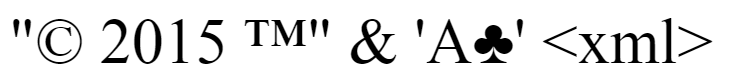 "© 2015 ™" & 'A♣' <xml>